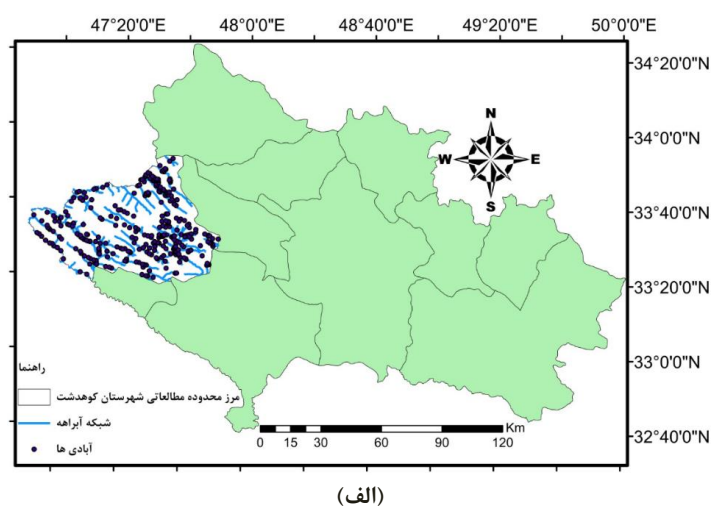 47°20'0"N 48°0'0"N 48°40'0"N 49°20'0"N 50°0'0"N
34°20'0"N
34°0'0"N
33°40'0"N
33°20'0"N
33°0'0"N
32°40'0"N
N
W E
S
راهنما
مرز محدوده مطالعاتی شهرستان کوهدشت
شبکه آبراهه
آبادی ها
Km
0 15 30 60 90 120
(الف)